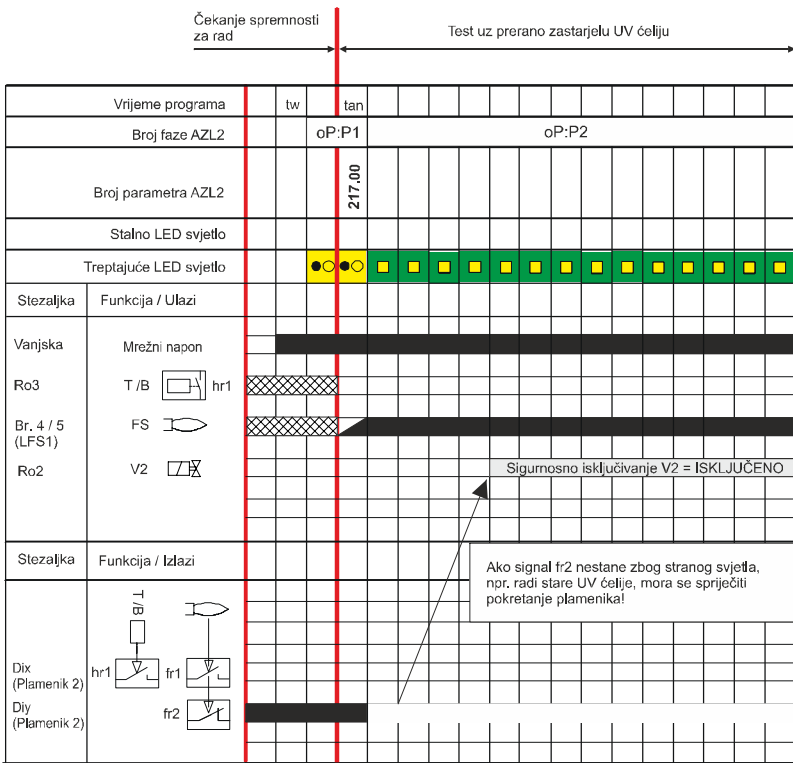 Čekanje spremnosti
za rad
Test uz prerano zastarjelu UV ćeliju
Vrijeme programa
tw
tan
Broj faze AZL2
oP:P1
oP:P2
Broj parametra AZL2
217.00
Stalno LED svjetlo
Treptajuće LED svjetlo
Stezaljka
Funkcija / Ulazi
Vanjska
Mrežni napon
Ro3
T /B
hr1
Br. 4 / 5
(LFS1)
FS
Ro2
V2
Sigurnosno isključivanje V2 = ISKLJUČENO
Stezaljka
Funkcija / Izlazi
Ako signal fr2 nestane zbog stranog svjetla,
npr. radi stare UV ćelije, mora se spriječiti
pokretanje plamenika!
T /B
Dix
(Plamenik 2)
hr1
fr1
Diy
(Plamenik 2)
fr2